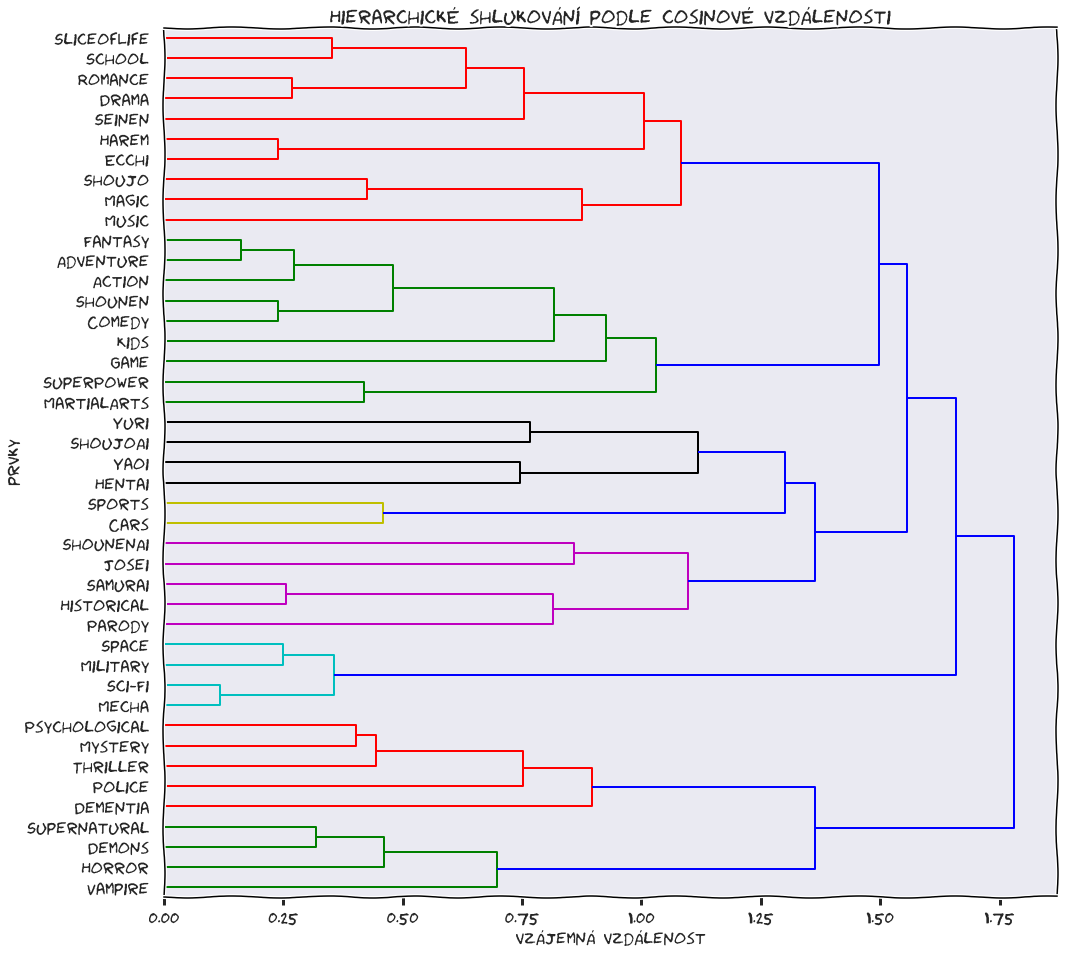 HIERARCHICKÉ SHLUKOVÁNÍ PODLE COSINOVÉ VZDÁLENOSTI
SLICEOFLIFE
SCHOOL
ROMANCE
DRAMA
SEINEN
HAREM
ECCHI
SHOUJO
MAGIC
MUSIC
FANTASY
ADVENTURE
ACTION
SHOUNEN
COMEDY
KIDS
GAME
SUPERPOWER
MARTIALARTS
YURI
SHOUJOAI
YAOI
HENTAI
SPORTS
CARS
SHOUNENAI
JOSEI
SAMURAI
HISTORICAL
PARODY
SPACE
MILITARY
SCI-FI
MECHA
PSYCHOLOGICAL
MYSTERY
THRILLER
POLICE
DEMENTIA
SUPERNATURAL
DEMONS
HORROR
VAMPIRE
PRVKY
0.00 0.25 0.50 0.75 1.00 1.25 1.50 1.75
VZÁJEMNÁ VZDÁLENOST